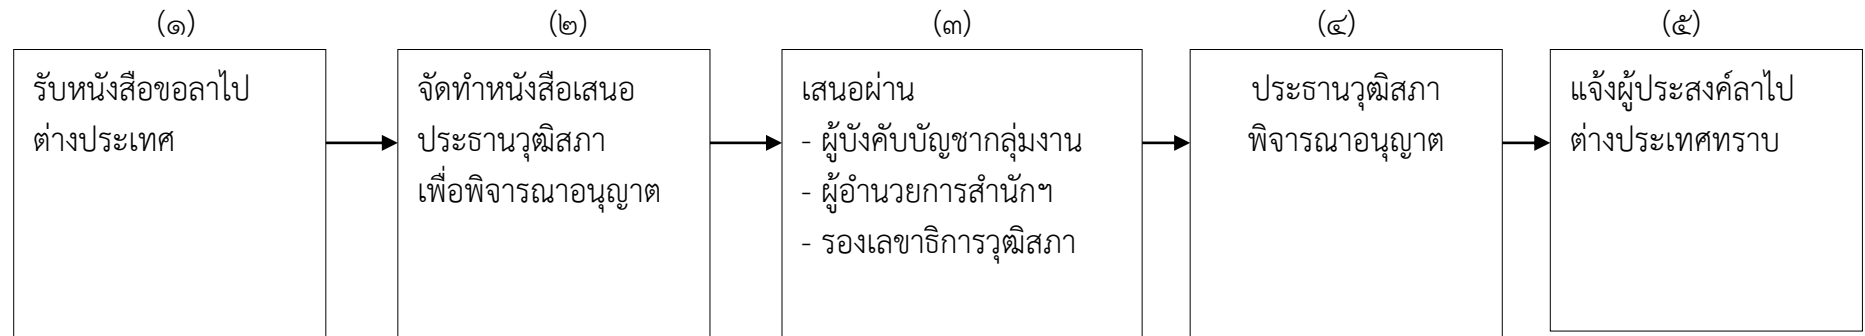 (๑)
(๒)
(๓)
(๔)
(๕)
รับหนังสือขอลาไป
ต่างประเทศ
จัดทำหนังสือเสนอ
ประธานวุฒิสภา
เพื่อพิจารณาอนุญาต
เสนอผ่าน
- ผู้บังคับบัญชากลุ่มงาน
- ผู้อำนวยการสำนักฯ
- รองเลขาธิการวุฒิสภา
ประธานวุฒิสภา
พิจารณาอนุญาต
แจ้งผู้ประสงค์ลาไป
ต่างประเทศทราบ